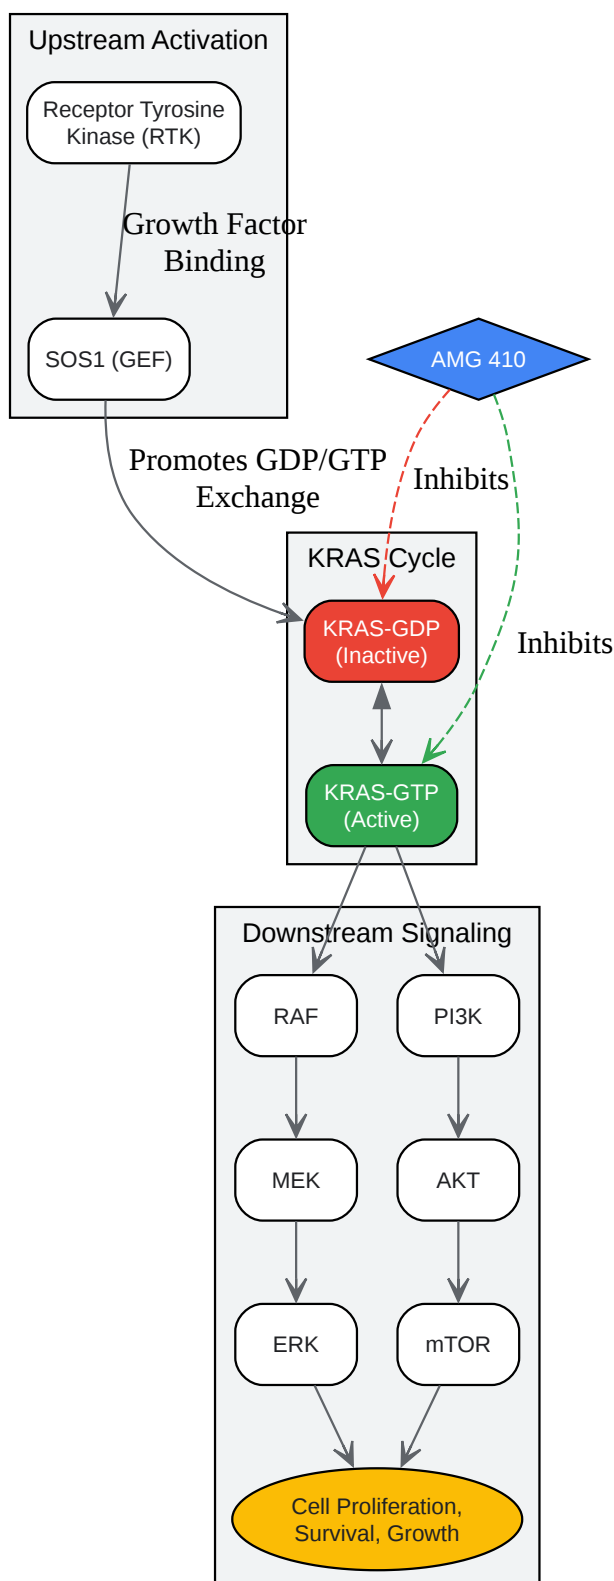 Upstream Activation
Receptor Tyrosine
Kinase (RTK)
Growth Factor
Binding
SOS1 (GEF)
AMG 410
Promotes GDP/GTP
Exchange
Inhibits
KRAS Cycle
KRAS-GDP
(Inactive)
Inhibits
KRAS-GTP
(Active)
Downstream Signaling
RAF
PI3K
MEK
AKT
ERK
mTOR
Cell Proliferation,
Survival, Growth